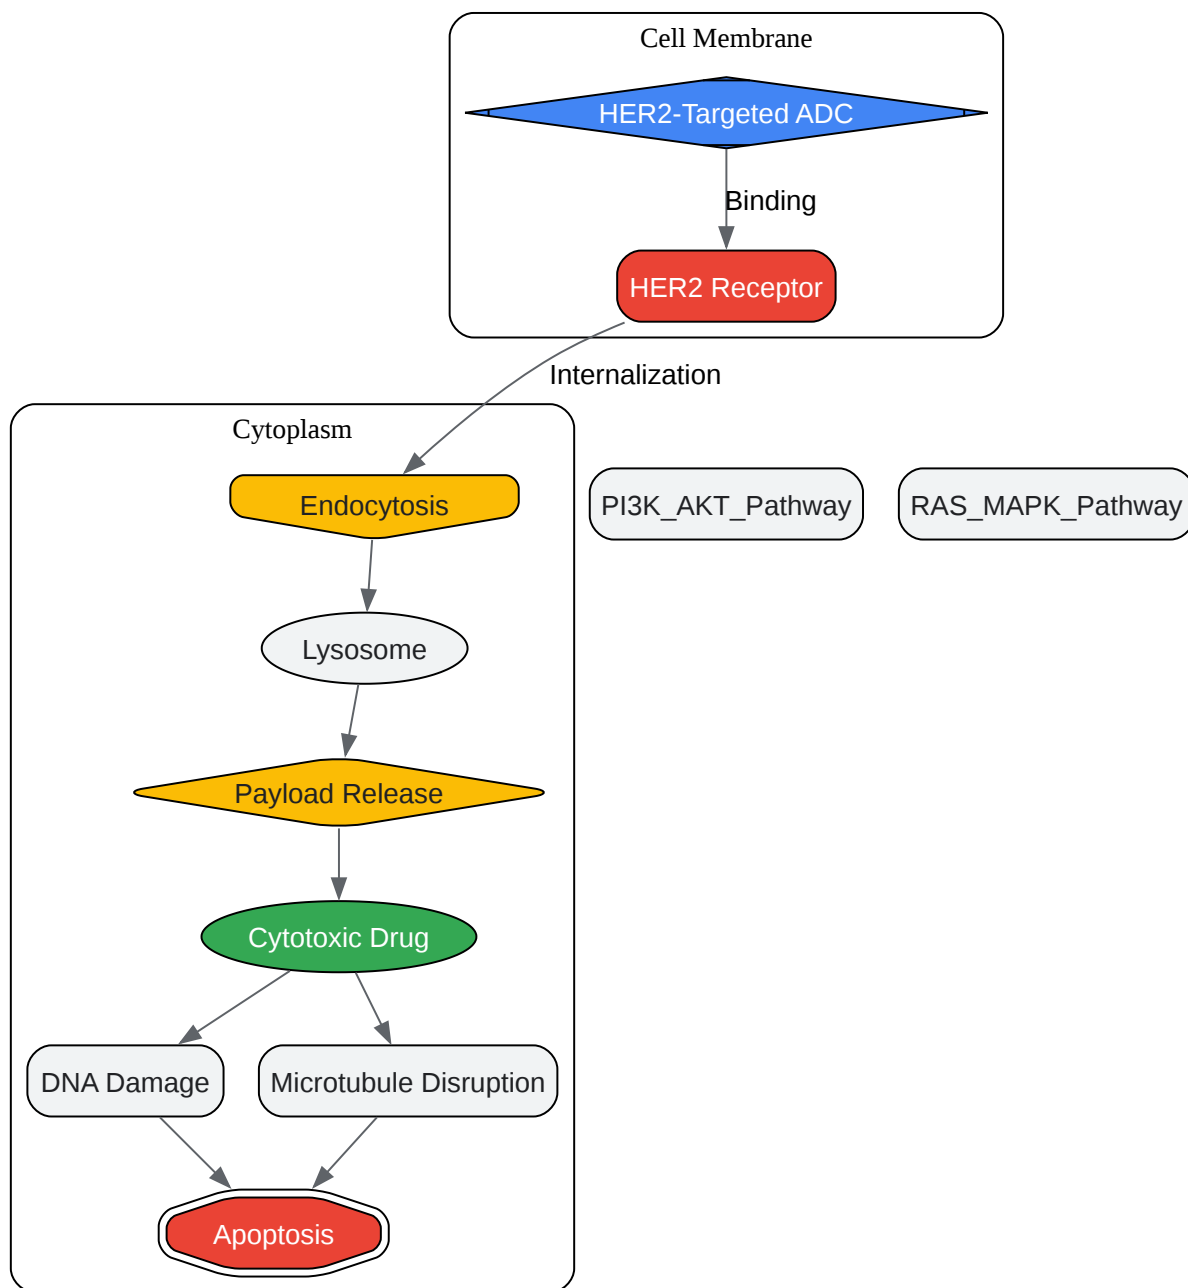 Cell Membrane
HER2-Targeted ADC
Binding
HER2 Receptor
Internalization
Cytoplasm
Endocytosis
PI3K_AKT_Pathway
RAS_MAPK_Pathway
Lysosome
Payload Release
Cytotoxic Drug
DNA Damage
Microtubule Disruption
Apoptosis